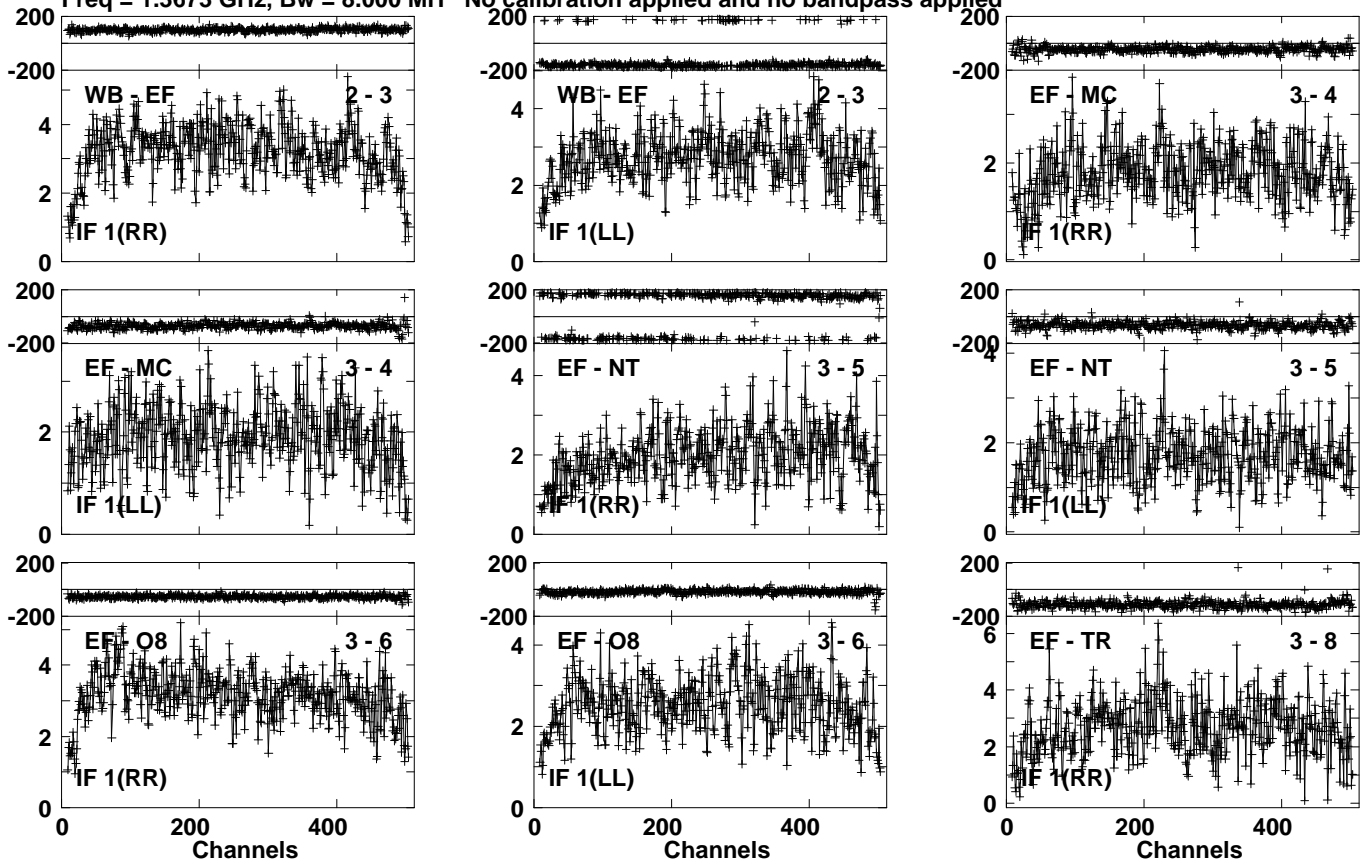 Freq = 1.3673 GHz, Bw = 8.000 MH No calibration applied and no bandpass applied
200
-200
WB - EF 2 - 3
4
2
IF 1(RR)
0
WB - EF 2 - 3
4
2
IF 1(LL)
0
200
-200
EF - MC 3 - 4
2
IF 1(RR)
0
200
-200
EF - MC 3 - 4
2
IF 1(LL)
0
200
-200
EF - NT 3 - 5
4
2
IF 1(RR)
0
200
-200
4
EF - NT 3 - 5
2
IF 1(LL)
0
200
-200
EF - O8 3 - 6
4
2
IF 1(RR)
0
0 200 400
Channels
200
-200
EF - O8 3 - 6
4
2
IF 1(LL)
0
0 200 400
Channels
200
-200
6
EF - TR 3 - 8
4
2
IF 1(RR)
0
0 200 400
Channels